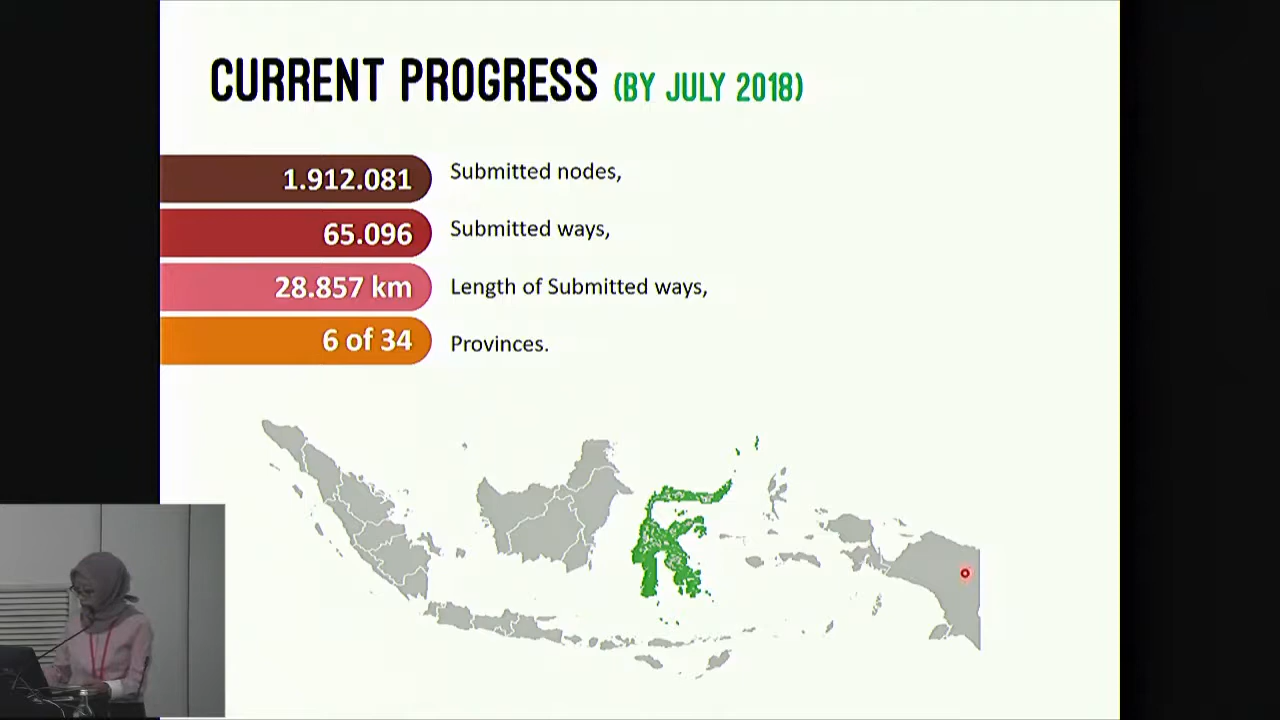 CURRENT PROGRESS (BY JULY 2018)
1.912.081 Submitted nodes,
65.096 Submitted ways,
28.857 km Length of Submitted ways,
6 of 34 Provinces.